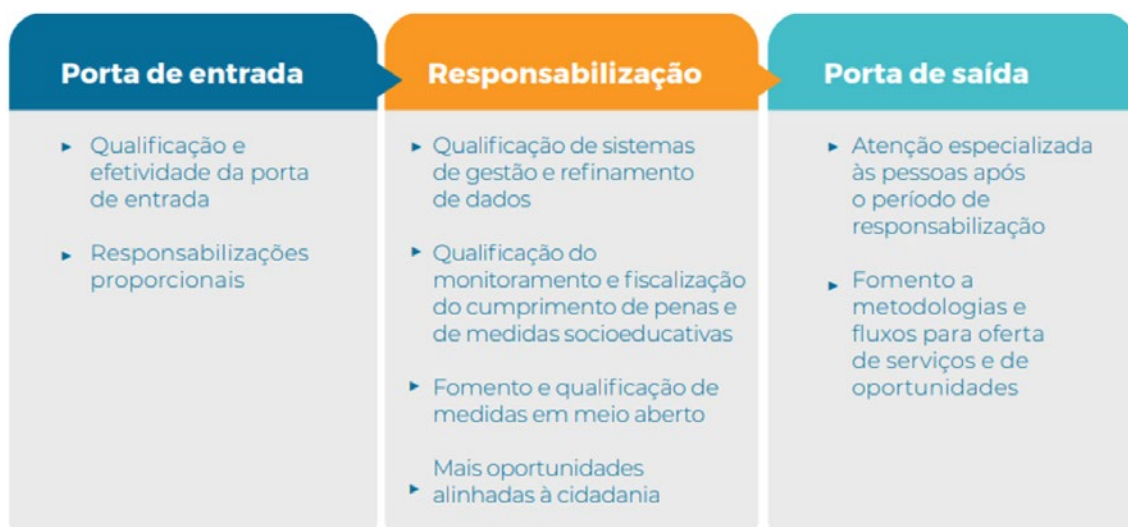 Porta de entrada
Qualificação e
efetividade da porta
de entrada
Responsabilizações
proporcionais
Responsabilização
Qualificação de sistemas
de gestão e refinamento
de dados
Qualificação do
monitoramento e fiscalização
do cumprimento de penas e
de medidas socioeducativas
Fomento e qualificação de
medidas em meio aberto
Mais oportunidades
alinhadas à cidadania
Porta de saída
Atenção especializada
às pessoas após
o período de
responsabilização
Fomento a
metodologias e
fluxos para oferta
de serviços e de
oportunidades